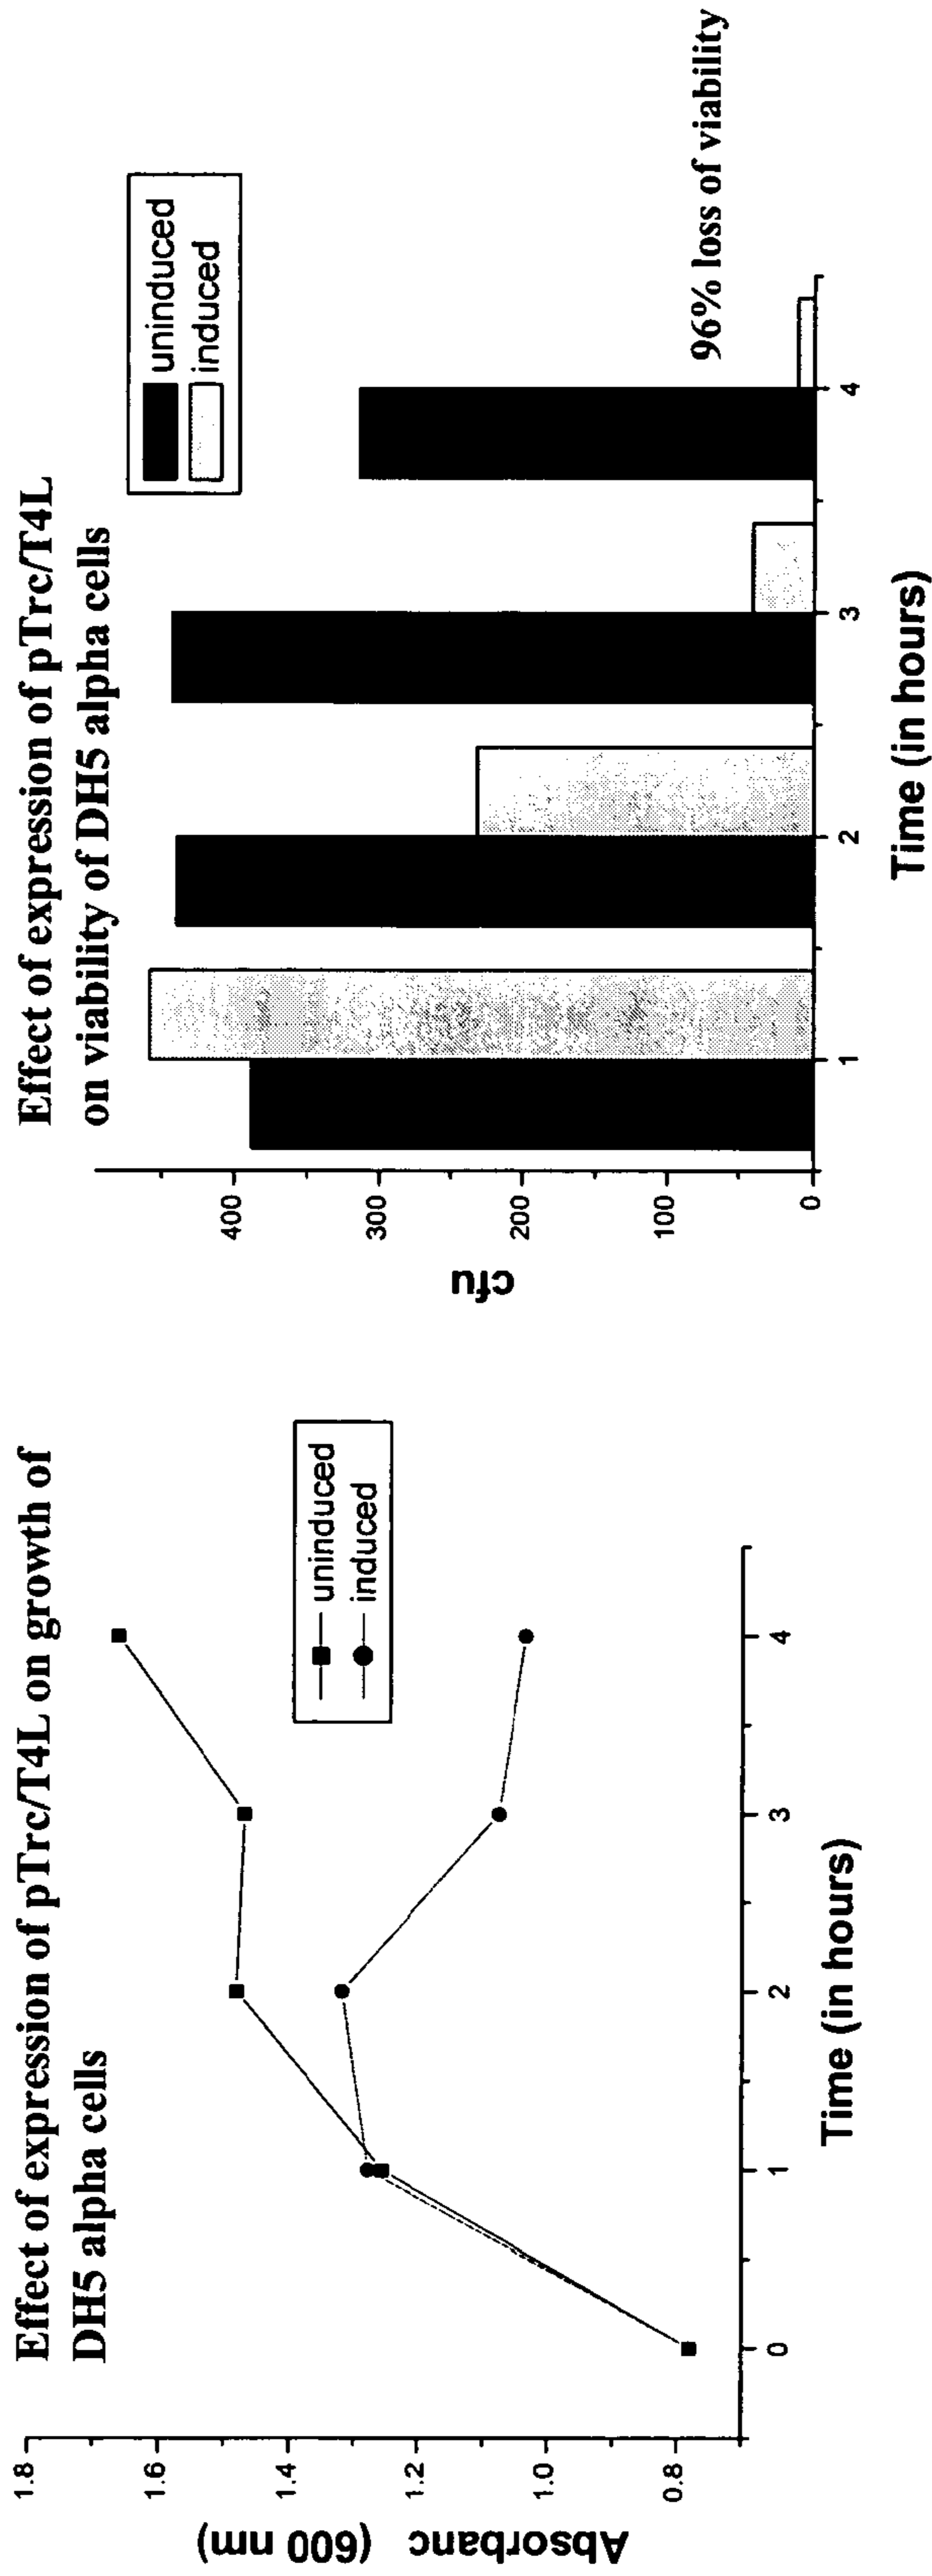 Effect of expression of pTrc/T4L on growth of
DH5 alpha cells
1.8
1.6
1.4
1.2
1.0
0.8
Absorbanc (600 nm)
uninduced
induced
0 1 2 3 4
Time (in hours)
Effect of expression of pTrc/T4L
on viability of DH5 alpha cells
uninduced
induced
400
300
200
100
0
cfu
96% loss of viability
1 2 3 4
Time (in hours)